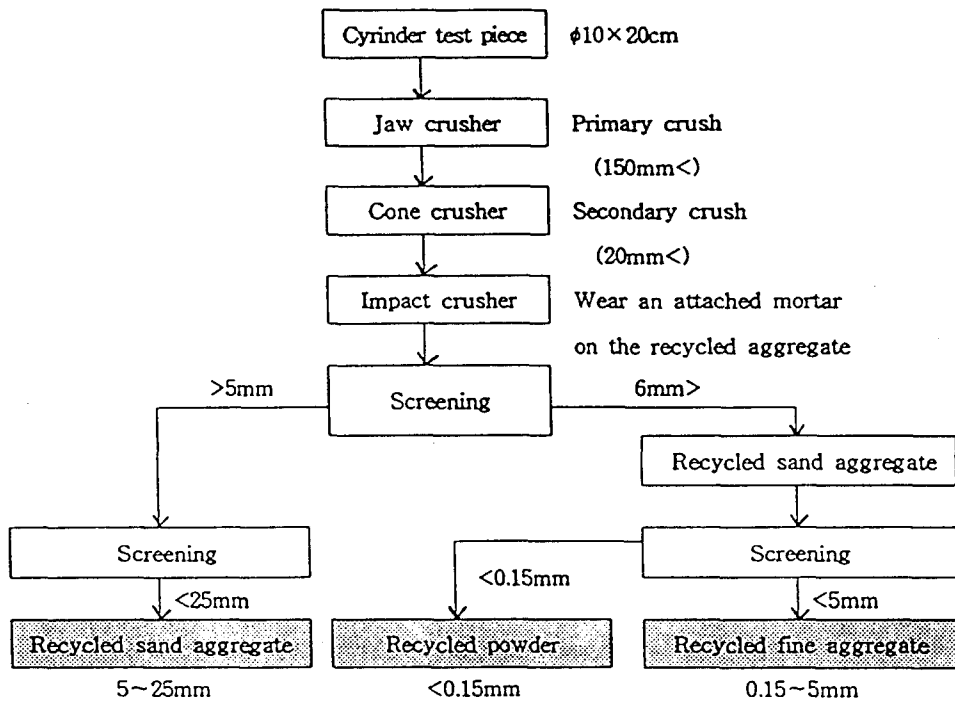 Cyrinder test piece
φ10×20cm
Jaw crusher
Primary crush
(150mm<)
Cone crusher
Secondary crush
(20mm<)
Impact crusher
Wear an attached mortar
on the recycled aggregate
>5mm
Screening
6mm>
Recycled sand aggregate
Screening
Screening
<0.15mm
<25mm
<5mm
Recycled sand aggregate
Recycled powder
Recycled fine aggregate
5~25mm
<0.15mm
0.15~5mm